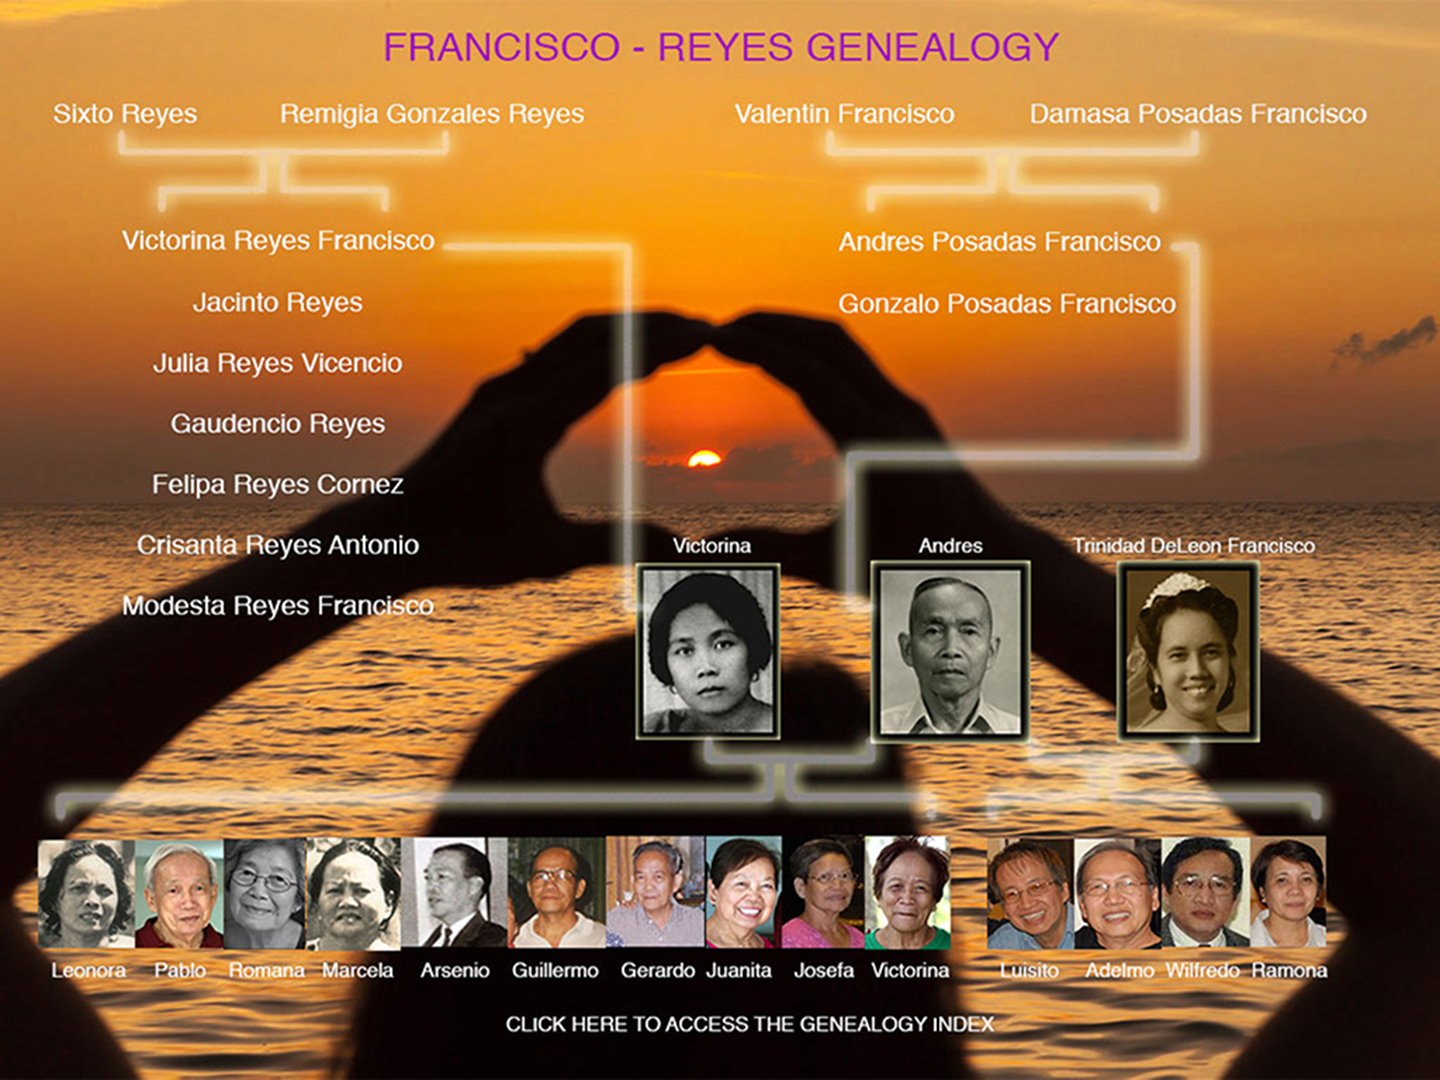 FRANCISCO - REYES GENEALOGY
Sixto Reyes Remigia Gonzales Reyes Valentin Francisco Damasa Posadas Francisco
Victorina Reyes Francisco
Jacinto Reyes
Julia Reyes Vicencio
Gaudencio Reyes
Felipa Reyes Cornez
Crisanta Reyes Antonio
Modesta Reyes Francisco
Andres Posadas Francisco
Gonzalo Posadas Francisco
Victorina Andres Trinidad DeLeon Francisco
Leonora Pablo Romana Marcela Arsenio Guillermo Gerardo Juanita Josefa Victorina Luisito Adelmo Wilfredo Ramona
CLICK HERE TO ACCESS THE GENEALOGY INDEX